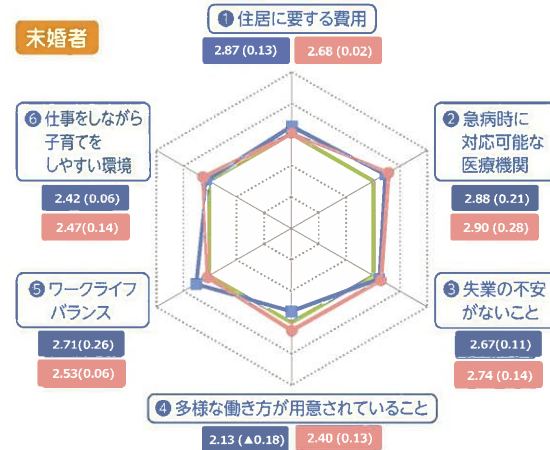 未婚者
❶ 住居に要する費用
2.87 (0.13) 2.68 (0.02)
❷ 急病時に
対応可能な
医療機関
2.88 (0.21)
2.90 (0.28)
❸ 失業の不安
がないこと
2.67(0.11)
2.74 (0.14)
❹ 多様な働き方が用意されていること
2.13 (▲0.18) 2.40 (0.13)
❺ ワークライフ
バランス
2.71(0.26)
2.53(0.06)
❻ 仕事をしながら
子育てを
しやすい環境
2.42 (0.06)
2.47(0.14)